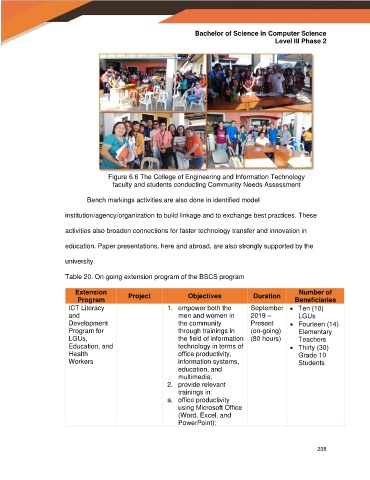 Bachelor of Science in Computer Science
Level III Phase 2
Figure 6.6 The College of Engineering and Information Technology
faculty and students conducting Community Needs Assessment
Bench markings activities are also done in identified model
institution/agency/organization to build linkage and to exchange best practices. These
activities also broaden connections for faster technology transfer and innovation in
education. Paper presentations, here and abroad, are also strongly supported by the
university.
Table 20. On-going extension program of the BSCS program
Extension
Program
Project
Objectives
Duration
Number of
Beneficiaries
ICT Literacy
and
Development
Program for
LGUs,
Education, and
Health
Workers
1. empower both the
men and women in
the community
through trainings in
the field of information
technology in terms of
office productivity,
information systems,
education, and
multimedia;
2. provide relevant
trainings in:
a. office productivity
using Microsoft Office
(Word, Excel, and
PowerPoint);
September
2019 –
Present
(on-going)
(80 hours)
• Ten (10)
LGUs
• Fourteen (14)
Elementary
Teachers
• Thirty (30)
Grade 10
Students
238